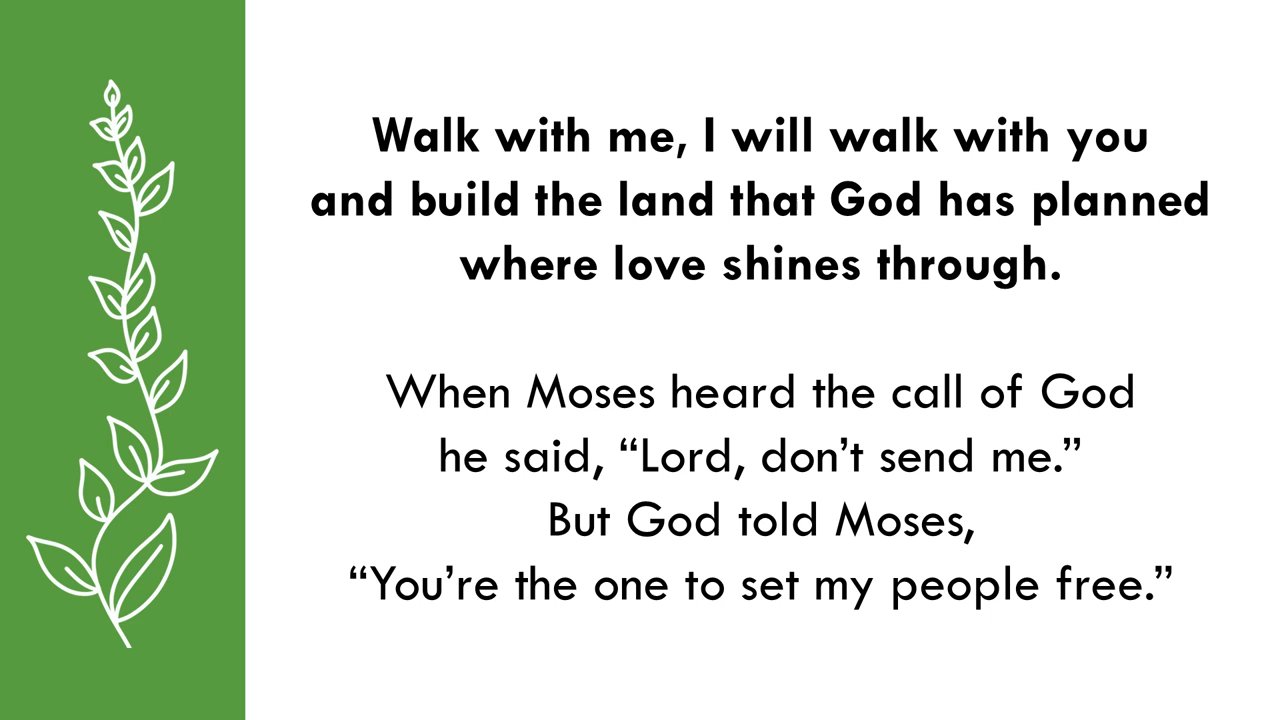 Walk with me, I will walk with you
and build the land that God has planned
where love shines through.
When Moses heard the call of God
he said, “Lord, don’t send me.”
But God told Moses,
“You’re the one to set my people free.”